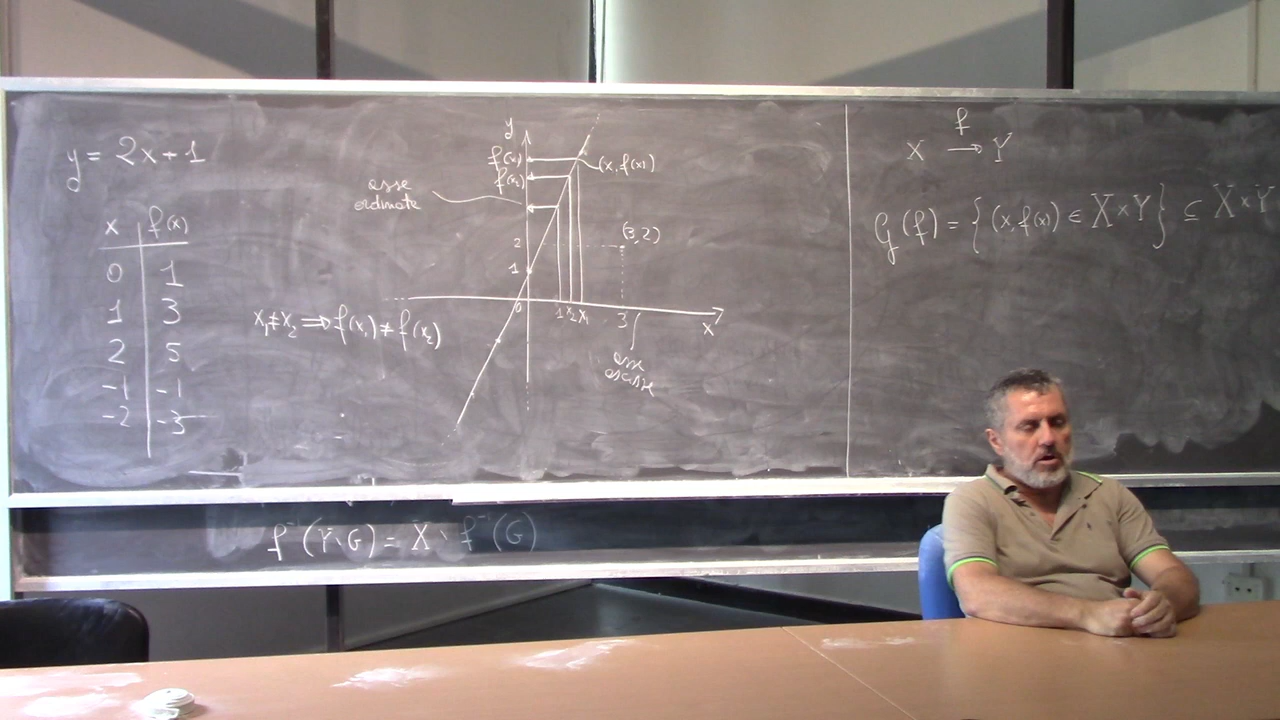 y = 2x+1
x f(x)
0 1
1 3
2 5
-1 -1
-2 -3
x₁≠x₂ ⟹ f(x₁)≠f(x₂)
y
f(x₁)
f(x₂)
(x, f(x))
asse
ordinate
2
(3,2)
1
0
1 x₂ x₁ 3 x
asse
ascisse
X f→ Y
G(f) = {(x, f(x)) ∈ X×Y} ⊆ X×Y
f⁻¹(Y∖G) = X∖f⁻¹(G)